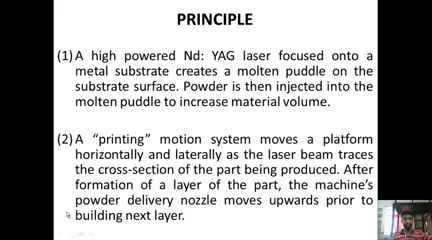 PRINCIPLE
(1) A high powered Nd: YAG laser focused onto a
metal substrate creates a molten puddle on the
substrate surface. Powder is then injected into the
molten puddle to increase material volume.
(2) A “printing” motion system moves a platform
horizontally and laterally as the laser beam traces
the cross-section of the part being produced. After
formation of a layer of the part, the machine’s
powder delivery nozzle moves upwards prior to
building next layer.